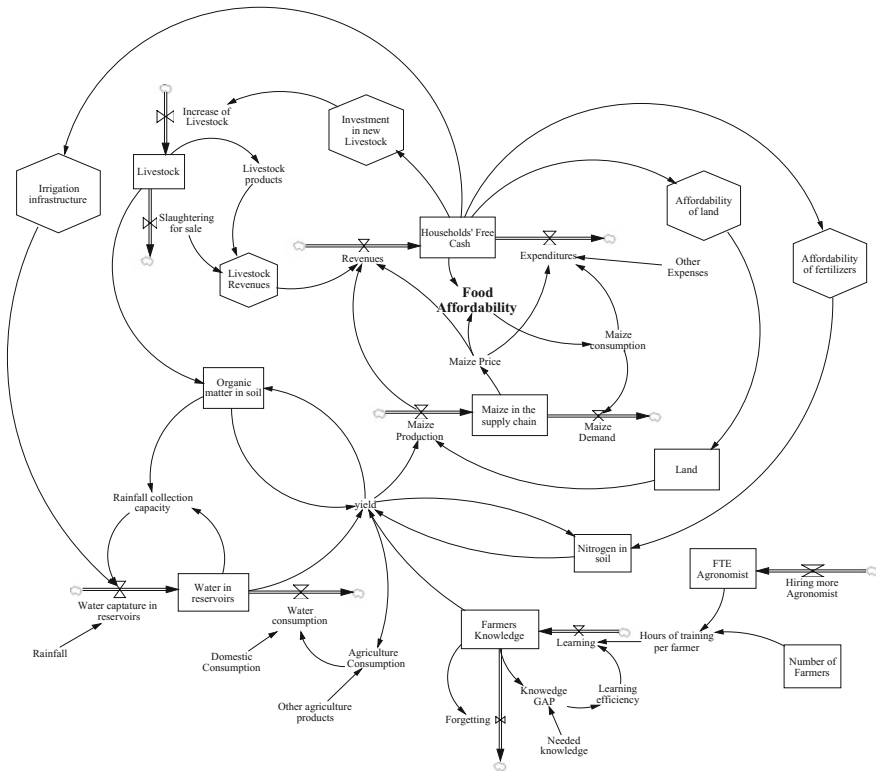 Increase of
Livestock
Investment
in new
Livestock
Irrigation
infrastructure
Livestock
Livestock
products
Slaughtering
for sale
Livestock
Revenues
Revenues
Households' Free
Cash
Expenditures
Other
Expenses
Affordability
of land
Affordability
of fertilizers
Food
Affordability
Maize
consumption
Maize Price
Organic
matter in soil
Maize
Production
Maize in the
supply chain
Maize
Demand
Land
Rainfall collection
capacity
yield
Nitrogen in
soil
FTE
Agronomist
Hiring more
Agronomist
Water captature in
reservoirs
Water in
reservoirs
Water
consumption
Rainfall
Domestic
Consumption
Agriculture
Consumption
Other agriculture
products
Farmers
Knowledge
Learning
Hours of training
per farmer
Number of
Farmers
Forgetting
Knowedge
GAP
Learning
efficiency
Needed
knowledge